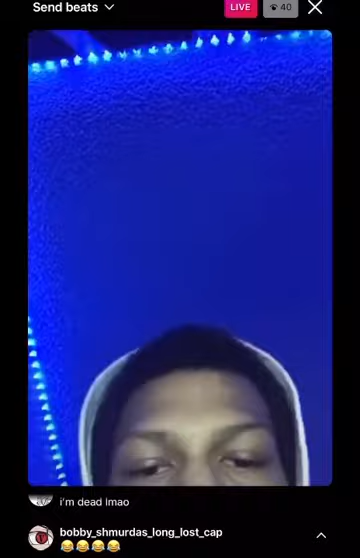 Send beats
LIVE
40
i'm dead lmao
bobby_shmurdas_long_lost_cap
😂😂😂😂